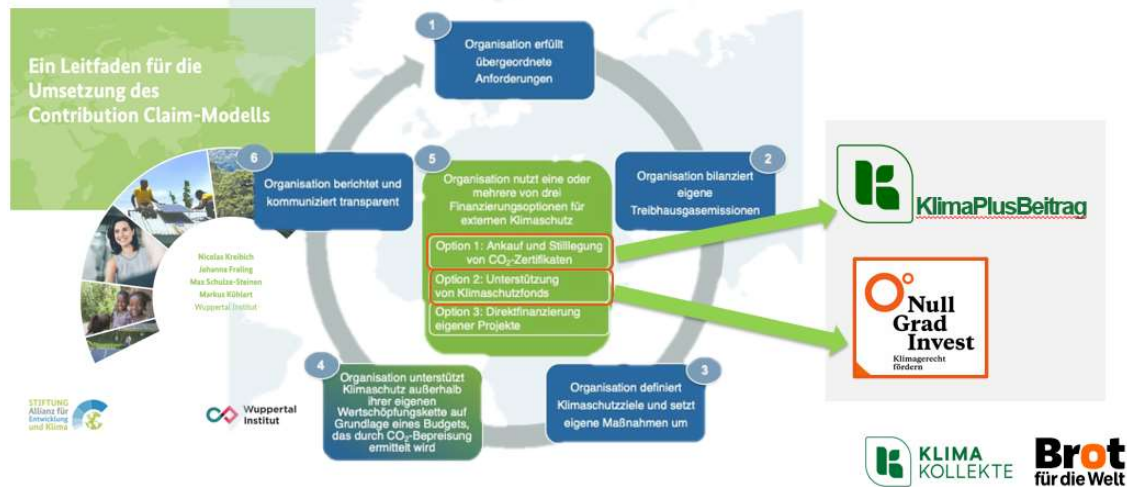 Ein Leitfaden für die
Umsetzung des
Contribution Claim-Modells
Nicolas Kreibich
Johanna Freling
Max Schulze-Steinen
Markus Kühlert
Wuppertal Institut
STIFTUNG
Allianz für
Entwicklung
und Klima
Wuppertal
Institut
1
Organisation erfüllt
übergeordnete
Anforderungen
2
Organisation bilanziert
eigene
Treibhausgasemissionen
3
Organisation definiert
Klimaschutzziele und setzt
eigene Maßnahmen um
4
Organisation unterstützt
Klimaschutz außerhalb
ihrer eigenen
Wertschöpfungskette auf
Grundlage eines Budgets,
das durch CO₂-Bepreisung
ermittelt wird
5
Organisation nutzt eine oder
mehrere von drei
Finanzierungsoptionen für
externen Klimaschutz
Option 1: Ankauf und Stilllegung
von CO₂-Zertifikaten
Option 2: Unterstützung
von Klimaschutzfonds
Option 3: Direktfinanzierung
eigener Projekte
6
Organisation berichtet und
kommuniziert transparent
KlimaPlusBeitrag
Null
Grad
Invest
Klimagerecht
fördern
KLIMA
KOLLEKTE
Brot
für die Welt